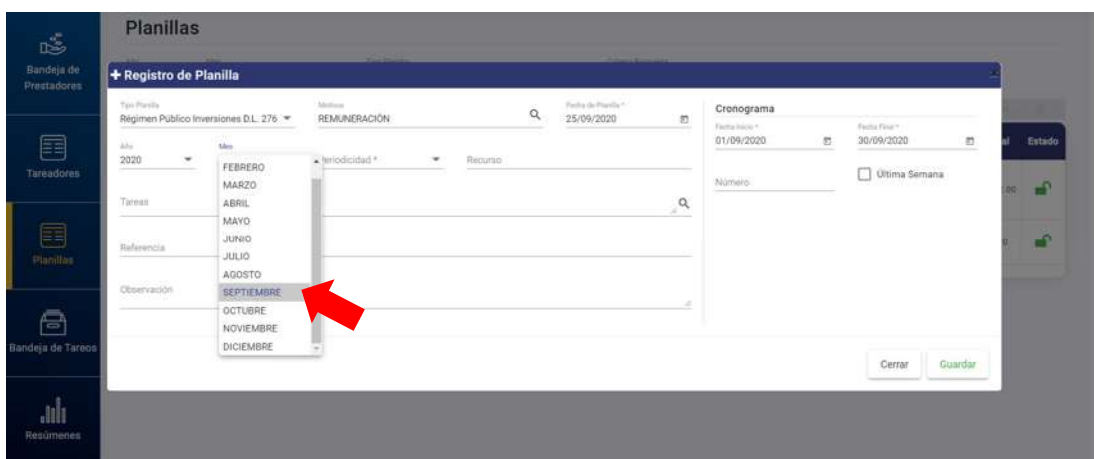 Planillas
Bandeja de
Prestadores
Tareadores
Planillas
Bandeja de Tareos
Resúmenes
+ Registro de Planilla
Tipo Planilla
Régimen Público Inversiones D.L. 276
Motivos
REMUNERACIÓN
Fecha de Planilla *
25/09/2020
Año
2020
Mes
FEBRERO
MARZO
ABRIL
MAYO
JUNIO
JULIO
AGOSTO
SEPTIEMBRE
OCTUBRE
NOVIEMBRE
DICIEMBRE
Periodicidad *
Recurso
Tareas
Referencia
Observación
Cronograma
Fecha Inicio *
01/09/2020
Fecha Final *
30/09/2020
Número
Última Semana
Cerrar
Guardar
Estado